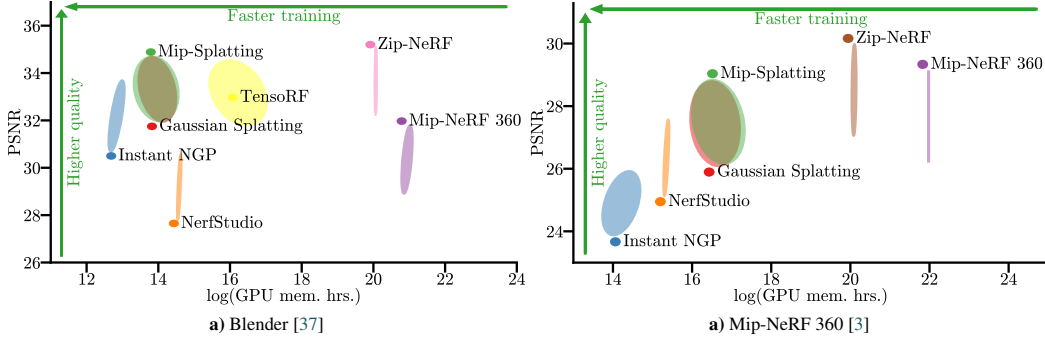 Faster training
Higher quality
PSNR
36
34
32
30
28
26
Mip-Splatting
Zip-NeRF
TensoRF
Gaussian Splatting
Mip-NeRF 360
Instant NGP
NerfStudio
12 14 16 18 20 22 24
log(GPU mem. hrs.)
a) Blender [37]
Faster training
Higher quality
PSNR
30
28
26
24
Zip-NeRF
Mip-NeRF 360
Mip-Splatting
Gaussian Splatting
NerfStudio
Instant NGP
14 16 18 20 22 24
log(GPU mem. hrs.)
a) Mip-NeRF 360 [3]